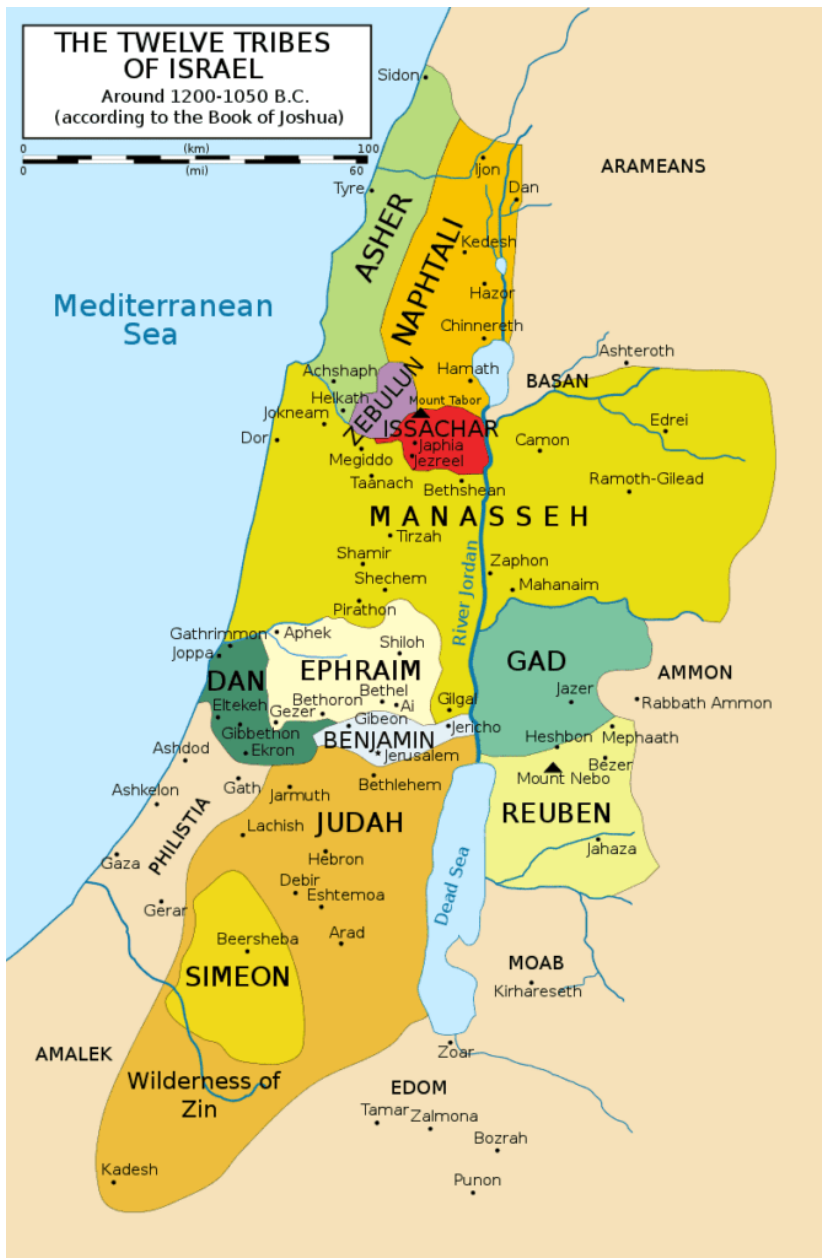 THE TWELVE TRIBES
OF ISRAEL
Around 1200-1050 B.C.
(according to the Book of Joshua)
0 (km) 100
0 (mi) 60
Sidon
Ijon
ARAMEANS
Tyre
Dan
ASHER
NAPHTALI
Kedesh
Hazor
Mediterranean
Sea
Chinnereth
Ashteroth
Achshaph
Hamath
BASAN
ZEBULUN
Helkath
Mount Tabor
Jokneam
ISSACHAR
Edrei
Dor
Japhia
Camon
Megiddo
Jezreel
Taanach
Bethshean
Ramoth-Gilead
MANASSEH
Tirzah
Shamir
River Jordan
Zaphon
Shechem
Mahanaim
Pirathon
Gathrimmon
Aphek
Joppa
Shiloh
DAN
EPHRAIM
GAD
AMMON
Bethel
Jazer
Rabbath Ammon
Eltekeh
Bethoron
Ai
Gilgal
Gezer
Gibeon
Jericho
Gibbethon
BENJAMIN
Heshbon
Mephaath
Ashdod
Ekron
Jerusalem
Bezer
Gath
Bethlehem
Mount Nebo
Ashkelon
Jarmuth
PHILISTIA
Lachish
JUDAH
REUBEN
Gaza
Hebron
Jahaza
Debir
Dead Sea
Eshtemoa
Gerar
Beersheba
Arad
SIMEON
MOAB
Kirhareseth
AMALEK
Zoar
Wilderness of
Zin
EDOM
Tamar
Zalmona
Bozrah
Kadesh
Punon